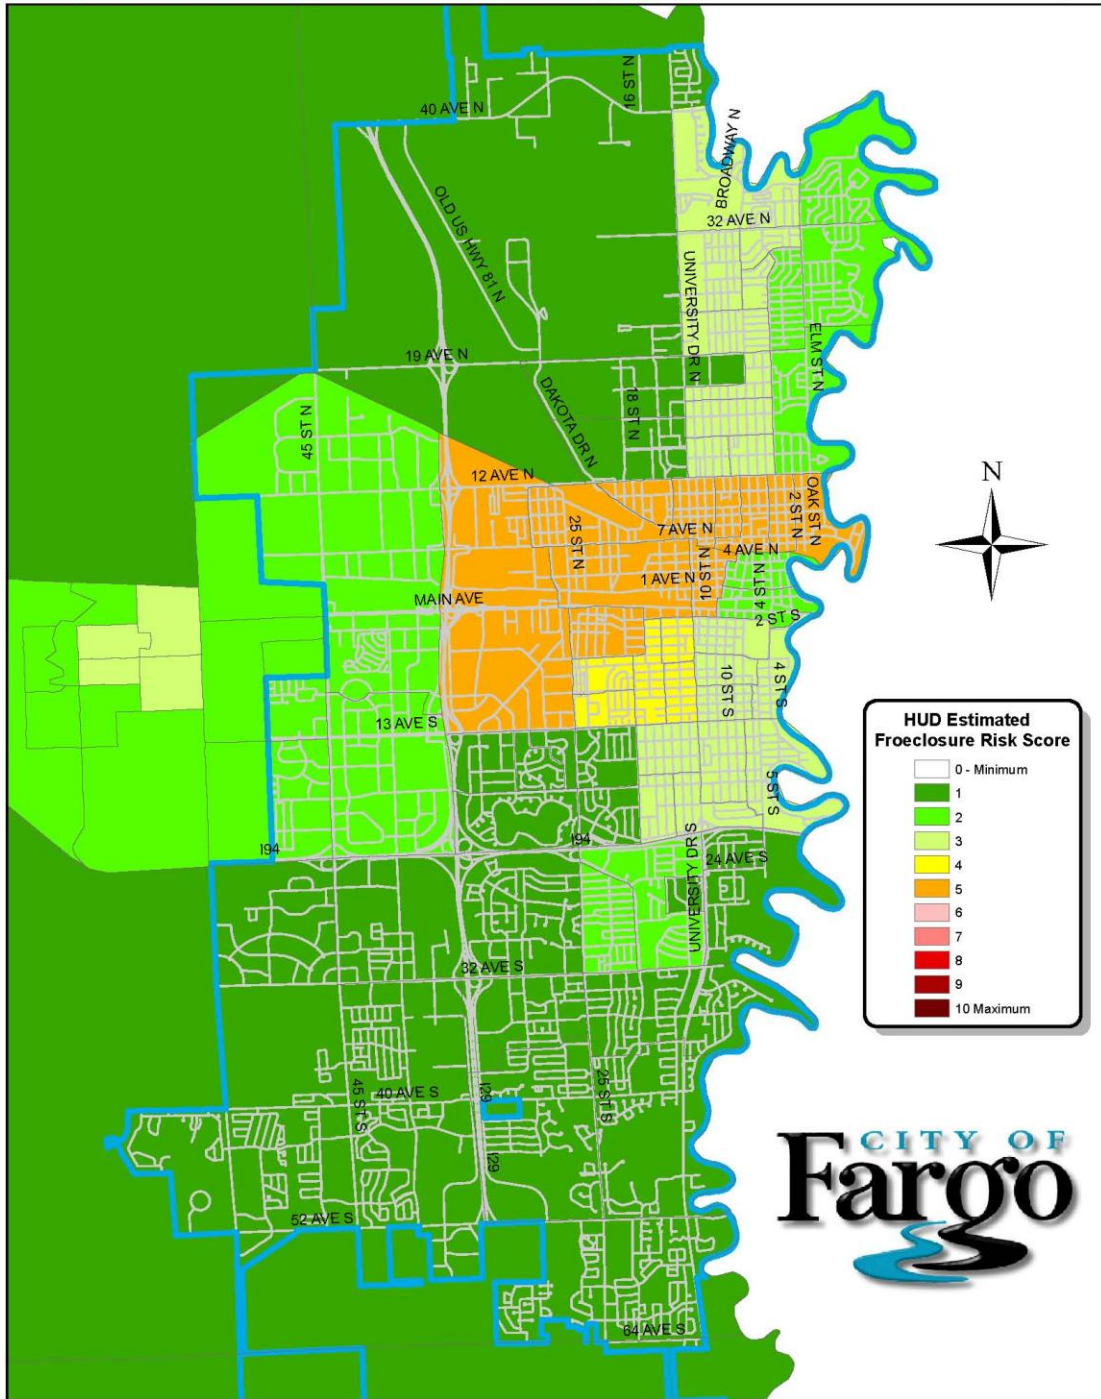 19 ST N
40 AVE N
BROADWAY N
32 AVE N
OLD US HWY 81 N
UNIVERSITY DR N
ELM ST N
19 AVE N
DAKOTA DR N
18 ST N
45 ST N
12 AVE N
OAK ST N
2 ST N
7 AVE N
25 ST N
4 AVE N
10 ST N
1 AVE N
4 ST N
MAIN AVE
2 ST S
10 ST S
4 ST S
13 AVE S
5 ST S
I94
I94
UNIVERSITY DR S
24 AVE S
32 AVE S
45 ST S
40 AVE S
I29
25 ST S
I29
52 AVE S
64 AVE S
N
HUD Estimated
Froeclosure Risk Score
0 - Minimum
1
2
3
4
5
6
7
8
9
10 Maximum
CITY OF
Fargo